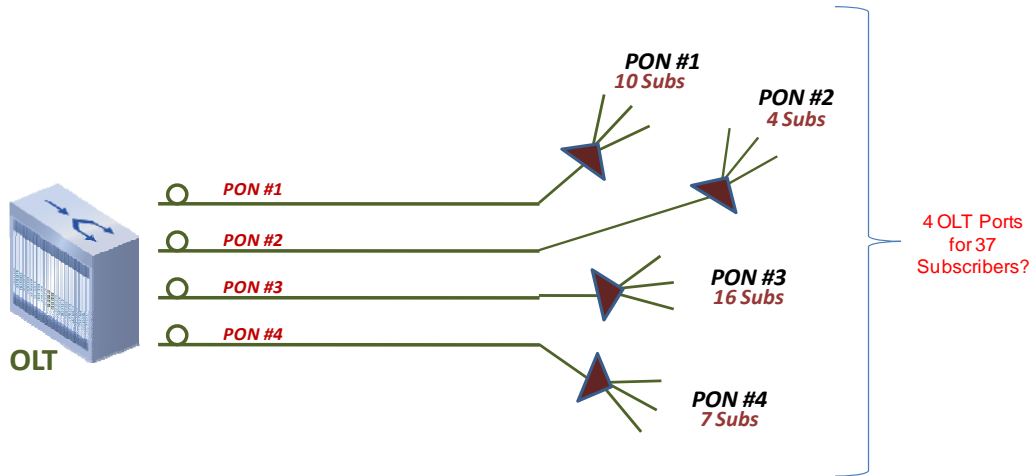 PON #1
10 Subs
PON #2
4 Subs
PON #1
PON #2
PON #3
PON #4
OLT
PON #3
16 Subs
PON #4
7 Subs
4 OLT Ports
for 37
Subscribers?